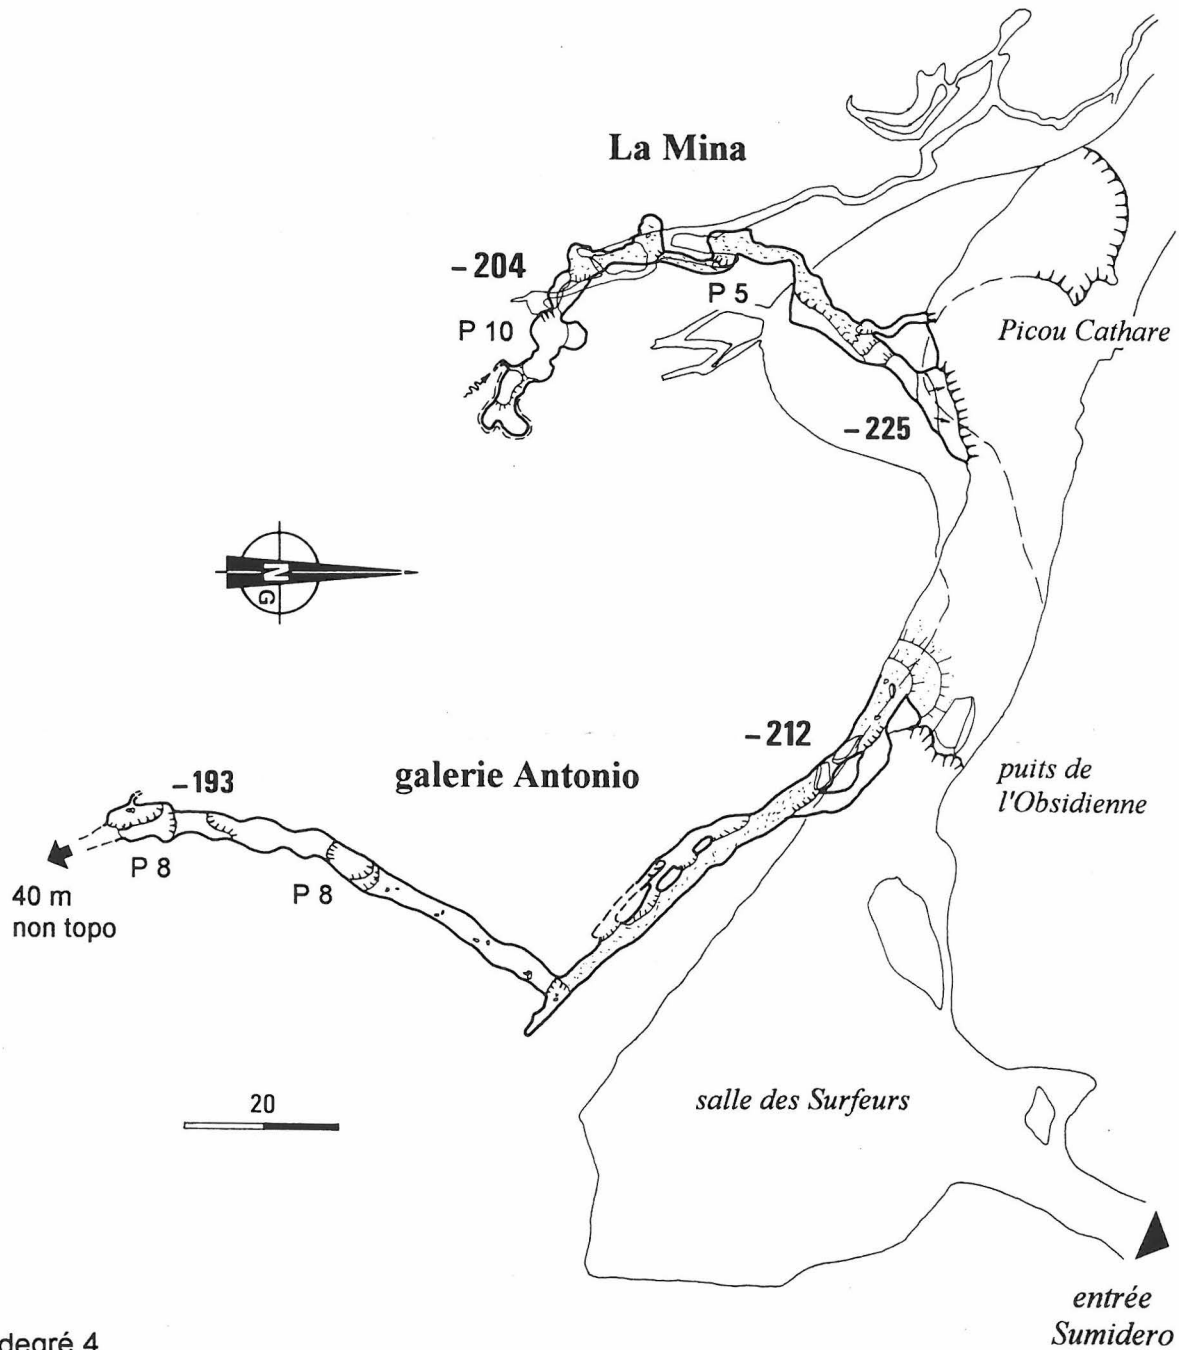 La Mina
– 204
P 5
P 10
Picou Cathare
– 225
N
G
– 212
galerie Antonio
– 193
puits de
l'Obsidienne
P 8
P 8
40 m
non topo
20
salle des Surfeurs
entrée
Sumidero
degré 4